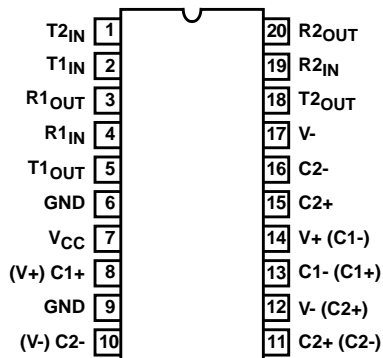 T2IN 1 20 R2OUT
T1IN 2 19 R2IN
R1OUT 3 18 T2OUT
R1IN 4 17 V-
T1OUT 5 16 C2-
GND 6 15 C2+
VCC 7 14 V+ (C1-)
(V+) C1+ 8 13 C1- (C1+)
GND 9 12 V- (C2+)
(V-) C2- 10 11 C2+ (C2-)